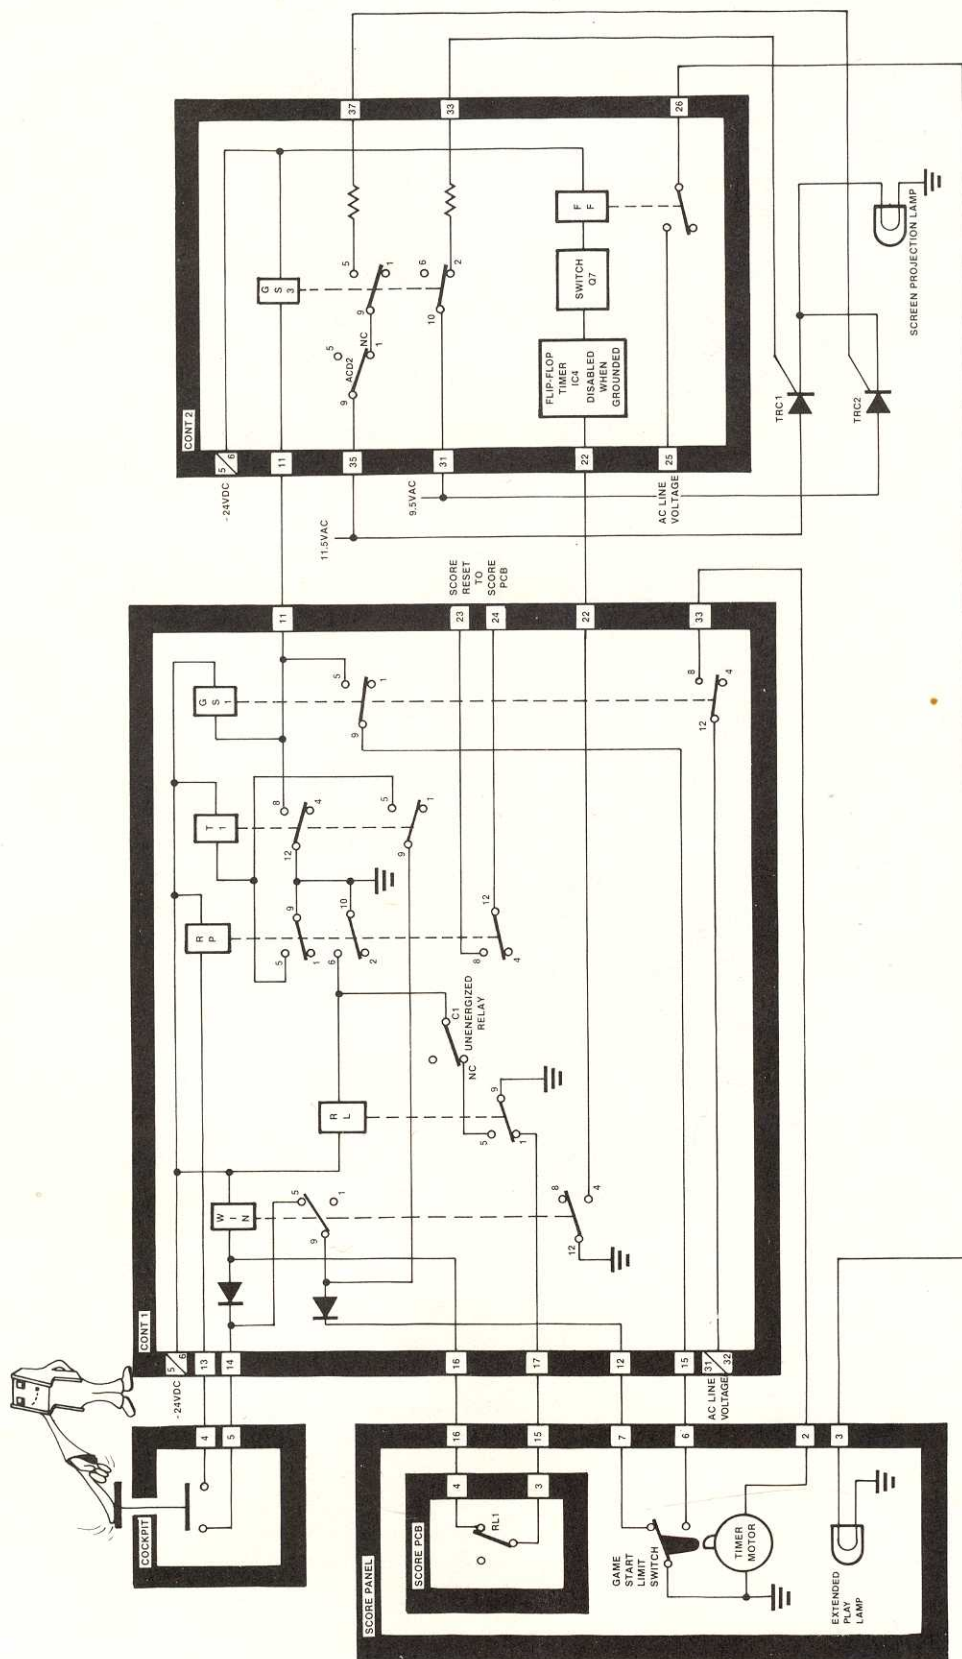 COCKPIT
4
5
SCORE PANEL
SCORE PCB
RL1
4
3
16
15
7
6
2
3
GAME
START
LIMIT
SWITCH
TIMER
MOTOR
EXTENDED
PLAY
LAMP
CONT 1
5/6
-24VDC
13
14
16
17
12
15
31/32
AC LINE
VOLTAGE
W
I
N
5
9
1
8
12
4
R
L
9
5
1
C1
UNENERGIZED
RELAY
NC
R
P
5
9
1
6
10
2
8
12
4
T
1
8
12
4
5
9
1
G
S
1
5
9
1
8
12
4
11
23
24
22
33
SCORE
RESET
TO
SCORE
PCB
CONT 2
5/6
-24VDC
11
35
31
22
25
11.5VAC
9.5VAC
AC LINE
VOLTAGE
G
S
3
ACD2
5
9
NC
1
5
9
1
6
10
2
FLIP-FLOP
TIMER
IC4
DISABLED
WHEN
GROUNDED
SWITCH
Q7
F
F
37
33
26
TRC1
TRC2
SCREEN PROJECTION LAMP